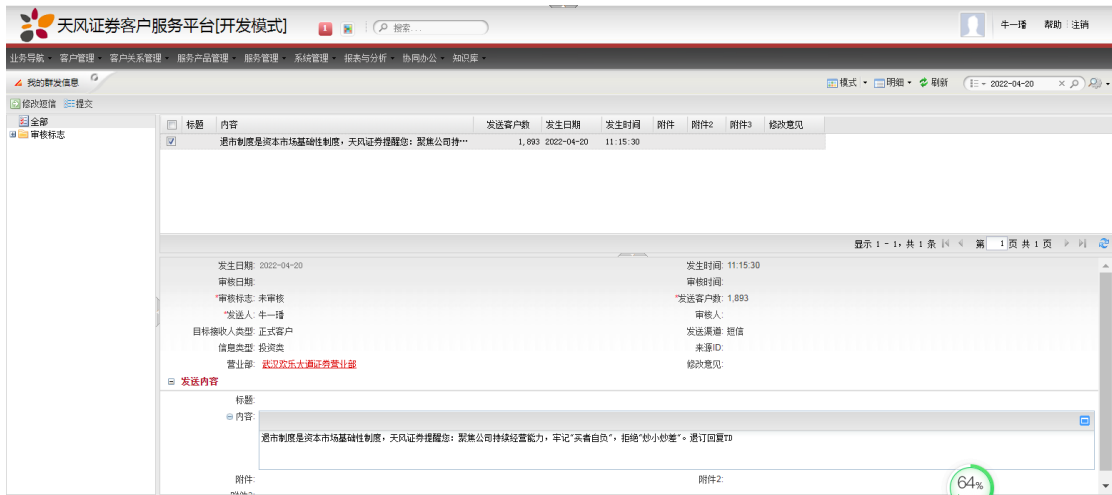 天风证券客户服务平台[开发模式] 1 搜索... 牛一璠 帮助 注销
业务导航 客户管理 客户关系管理 服务产品管理 服务管理 系统管理 报表与分析 协同办公 知识库
我的群发信息 模式 明细 刷新 2022-04-20
修改短信 提交
全部
审核标志
标题 内容 发送客户数 发生日期 发生时间 附件 附件2 附件3 修改意见
退市制度是资本市场基础性制度，天风证券提醒您：聚焦公司持… 1,893 2022-04-20 11:15:30
显示 1 - 1，共 1 条 第 1 页 共 1 页
发生日期: 2022-04-20 发生时间: 11:15:30
审核日期: 审核时间:
*审核标志: 未审核 *发送客户数: 1,893
*发送人: 牛一璠 审核人:
目标接收人类型: 正式客户 发送渠道: 短信
信息类型: 投资类 来源ID:
营业部: 武汉欢乐大道证券营业部 修改意见:
发送内容
标题:
内容:
退市制度是资本市场基础性制度，天风证券提醒您：聚焦公司持续经营能力，牢记“买者自负”，拒绝“炒小炒差”。退订回复TD
附件: 附件2:
64%